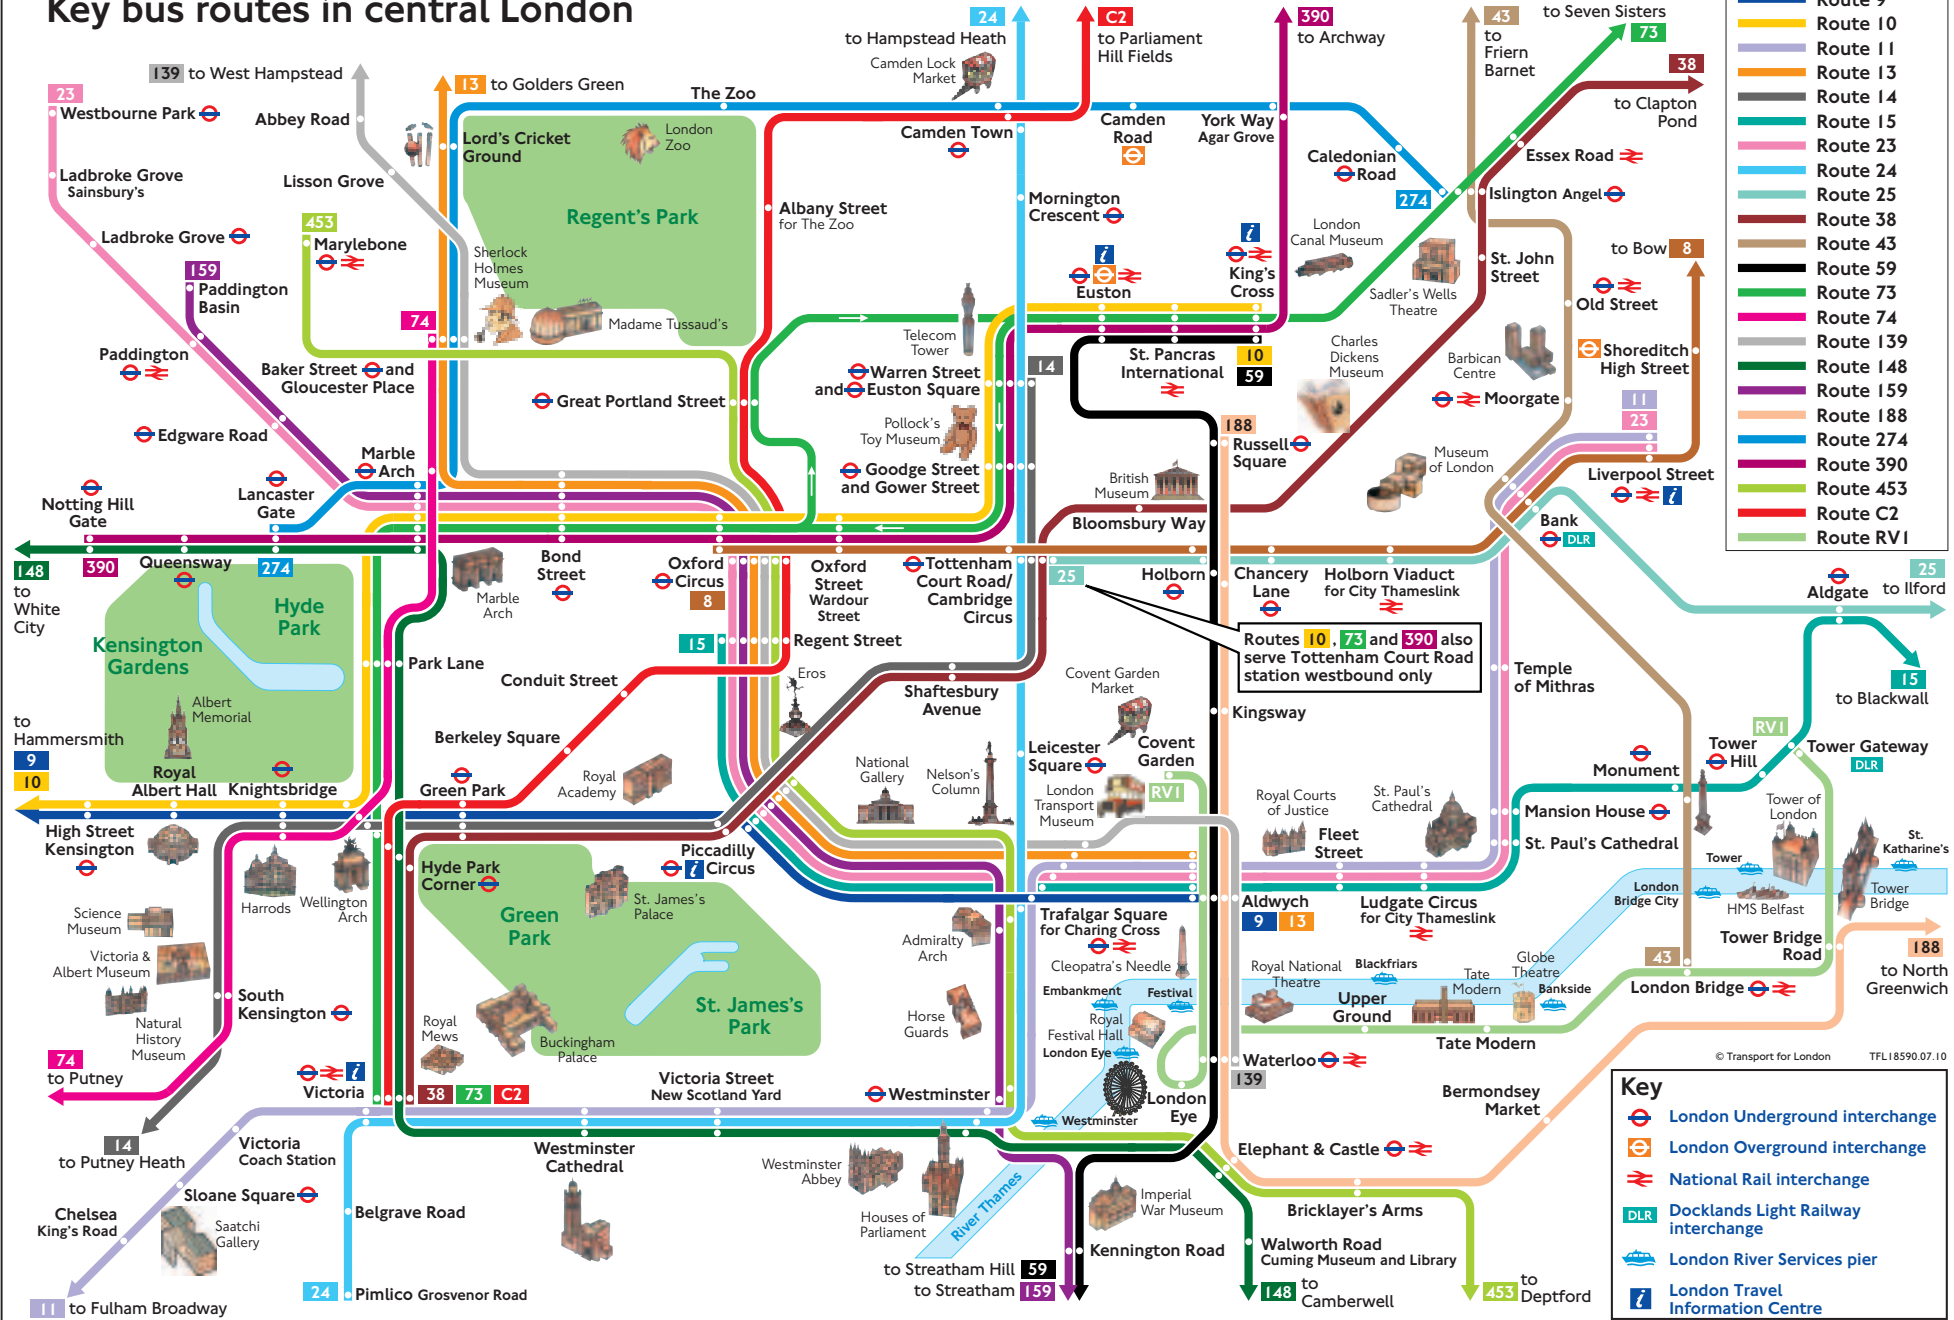 Key bus routes in central London
139 to West Hampstead
13 to Golders Green
24
to Hampstead Heath
C2
to Parliament
Hill Fields
390
to Archway
43
to
Friern
Barnet
to Seven Sisters
73
38
to Clapton
Pond
Route 9
Route 10
Route 11
Route 13
Route 14
Route 15
Route 23
Route 24
Route 25
Route 38
Route 43
Route 59
Route 73
Route 74
Route 139
Route 148
Route 159
Route 188
Route 274
Route 390
Route 453
Route C2
Route RV1
23
Westbourne Park
Abbey Road
Lord's Cricket
Ground
The Zoo
London
Zoo
Camden Lock
Market
Camden Town
Camden
Road
York Way
Agar Grove
Caledonian
Road
274
Essex Road
Islington Angel
Ladbroke Grove
Sainsbury's
Lisson Grove
Ladbroke Grove
453
Marylebone
159
Paddington
Basin
Regent's Park
Albany Street
for The Zoo
Mornington
Crescent
Sherlock
Holmes
Museum
Madame Tussaud's
74
Telecom
Tower
Euston
King's
Cross
London
Canal Museum
Sadler's Wells
Theatre
St. John
Street
Old Street
to Bow 8
Shoreditch
High Street
Paddington
Baker Street and
Gloucester Place
Great Portland Street
Warren Street
and Euston Square
14
St. Pancras
International
10
59
Charles
Dickens
Museum
Barbican
Centre
Moorgate
11
23
Edgware Road
Pollock's
Toy Museum
Goodge Street
and Gower Street
188
Russell
Square
British
Museum
Bloomsbury Way
Museum
of London
Liverpool Street
Marble
Arch
Lancaster
Gate
Notting Hill
Gate
Bank
DLR
148
to
White
City
390
Queensway
274
Marble
Arch
Bond
Street
Oxford
Circus
8
Oxford
Street
Wardour
Street
Tottenham
Court Road/
Cambridge
Circus
25
Holborn
Chancery
Lane
Holborn Viaduct
for City Thameslink
Aldgate
25
to Ilford
Hyde
Park
Kensington
Gardens
Albert
Memorial
Park Lane
15
Regent Street
Conduit Street
Eros
Shaftesbury
Avenue
Routes 10, 73 and 390 also
serve Tottenham Court Road
station westbound only
Temple
of Mithras
15
to Blackwall
to
Hammersmith
9
10
Royal
Albert Hall
Knightsbridge
Berkeley Square
Green Park
Royal
Academy
National
Gallery
Nelson's
Column
Leicester
Square
Covent Garden
Market
Covent
Garden
RV1
London
Transport
Museum
Kingsway
Royal Courts
of Justice
Fleet
Street
St. Paul's
Cathedral
Monument
Tower
Hill
RV1
Tower Gateway
DLR
Mansion House
St. Paul's Cathedral
Tower of
London
St.
Katharine's
Tower
High Street
Kensington
Harrods
Wellington
Arch
Hyde Park
Corner
Piccadilly
Circus
St. James's
Palace
Green
Park
Science
Museum
Victoria &
Albert Museum
Natural
History
Museum
South
Kensington
Admiralty
Arch
Horse
Guards
Trafalgar Square
for Charing Cross
Cleopatra's Needle
Embankment
Festival
Royal
Festival Hall
London Eye
Aldwych
9 13
Ludgate Circus
for City Thameslink
London
Bridge City
HMS Belfast
Tower
Bridge
Tower Bridge
Road
188
to North
Greenwich
Royal National
Theatre
Blackfriars
Upper
Ground
Tate
Modern
Globe
Theatre
Bankside
43
London Bridge
Tate Modern
St. James's
Park
Royal
Mews
Buckingham
Palace
74
to Putney
14
to Putney Heath
Victoria
38 73 C2
Victoria Street
New Scotland Yard
Westminster
Westminster
London
Eye
Waterloo
139
Bermondsey
Market
© Transport for London TFL18590.07.10
Victoria
Coach Station
Sloane Square
Chelsea
King's Road
Saatchi
Gallery
11 to Fulham Broadway
Belgrave Road
24
Pimlico Grosvenor Road
Westminster
Cathedral
Westminster
Abbey
Houses of
Parliament
River Thames
Imperial
War Museum
Kennington Road
to Streatham Hill 59
to Streatham 159
Elephant & Castle
Bricklayer's Arms
Walworth Road
Cuming Museum and Library
148 to
Camberwell
453 to
Deptford
Key
London Underground interchange
London Overground interchange
National Rail interchange
DLR
Docklands Light Railway
interchange
London River Services pier
London Travel
Information Centre